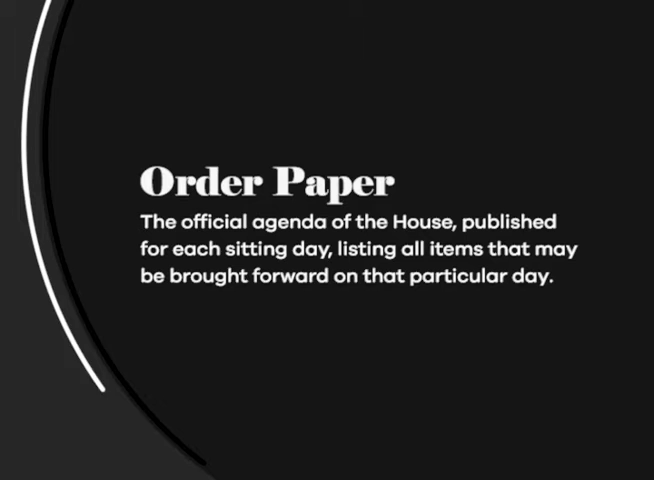 Order Paper
The official agenda of the House, published
for each sitting day, listing all items that may
be brought forward on that particular day.